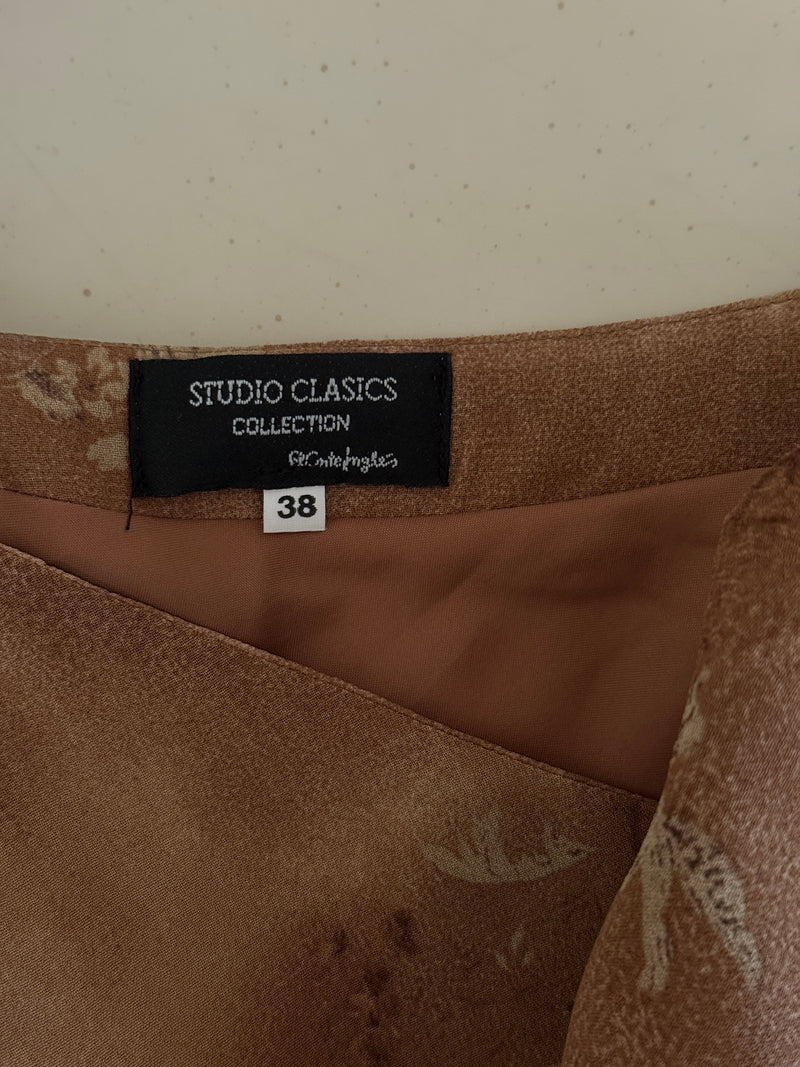 STUDIO CLASICS
COLLECTION
El Corte Inglés
38